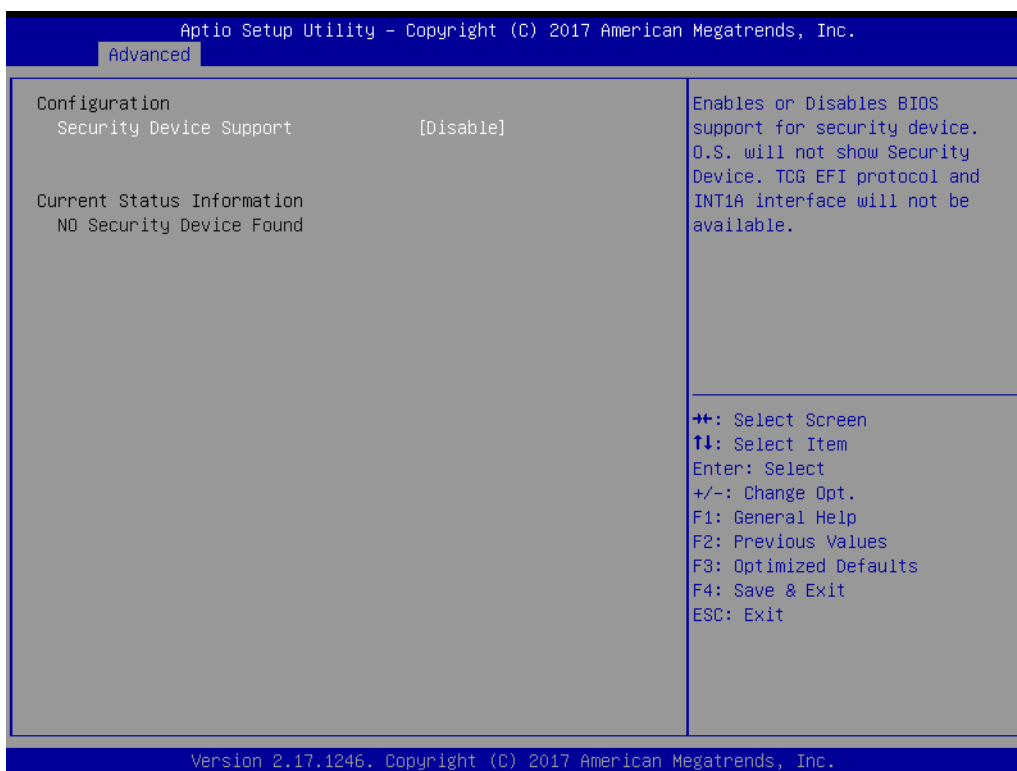 Aptio Setup Utility – Copyright (C) 2017 American Megatrends, Inc.
Advanced
Configuration
Security Device Support [Disable]
Current Status Information
NO Security Device Found
Enables or Disables BIOS
support for security device.
O.S. will not show Security
Device. TCG EFI protocol and
INT1A interface will not be
available.
→←: Select Screen
↑↓: Select Item
Enter: Select
+/-: Change Opt.
F1: General Help
F2: Previous Values
F3: Optimized Defaults
F4: Save & Exit
ESC: Exit
Version 2.17.1246. Copyright (C) 2017 American Megatrends, Inc.